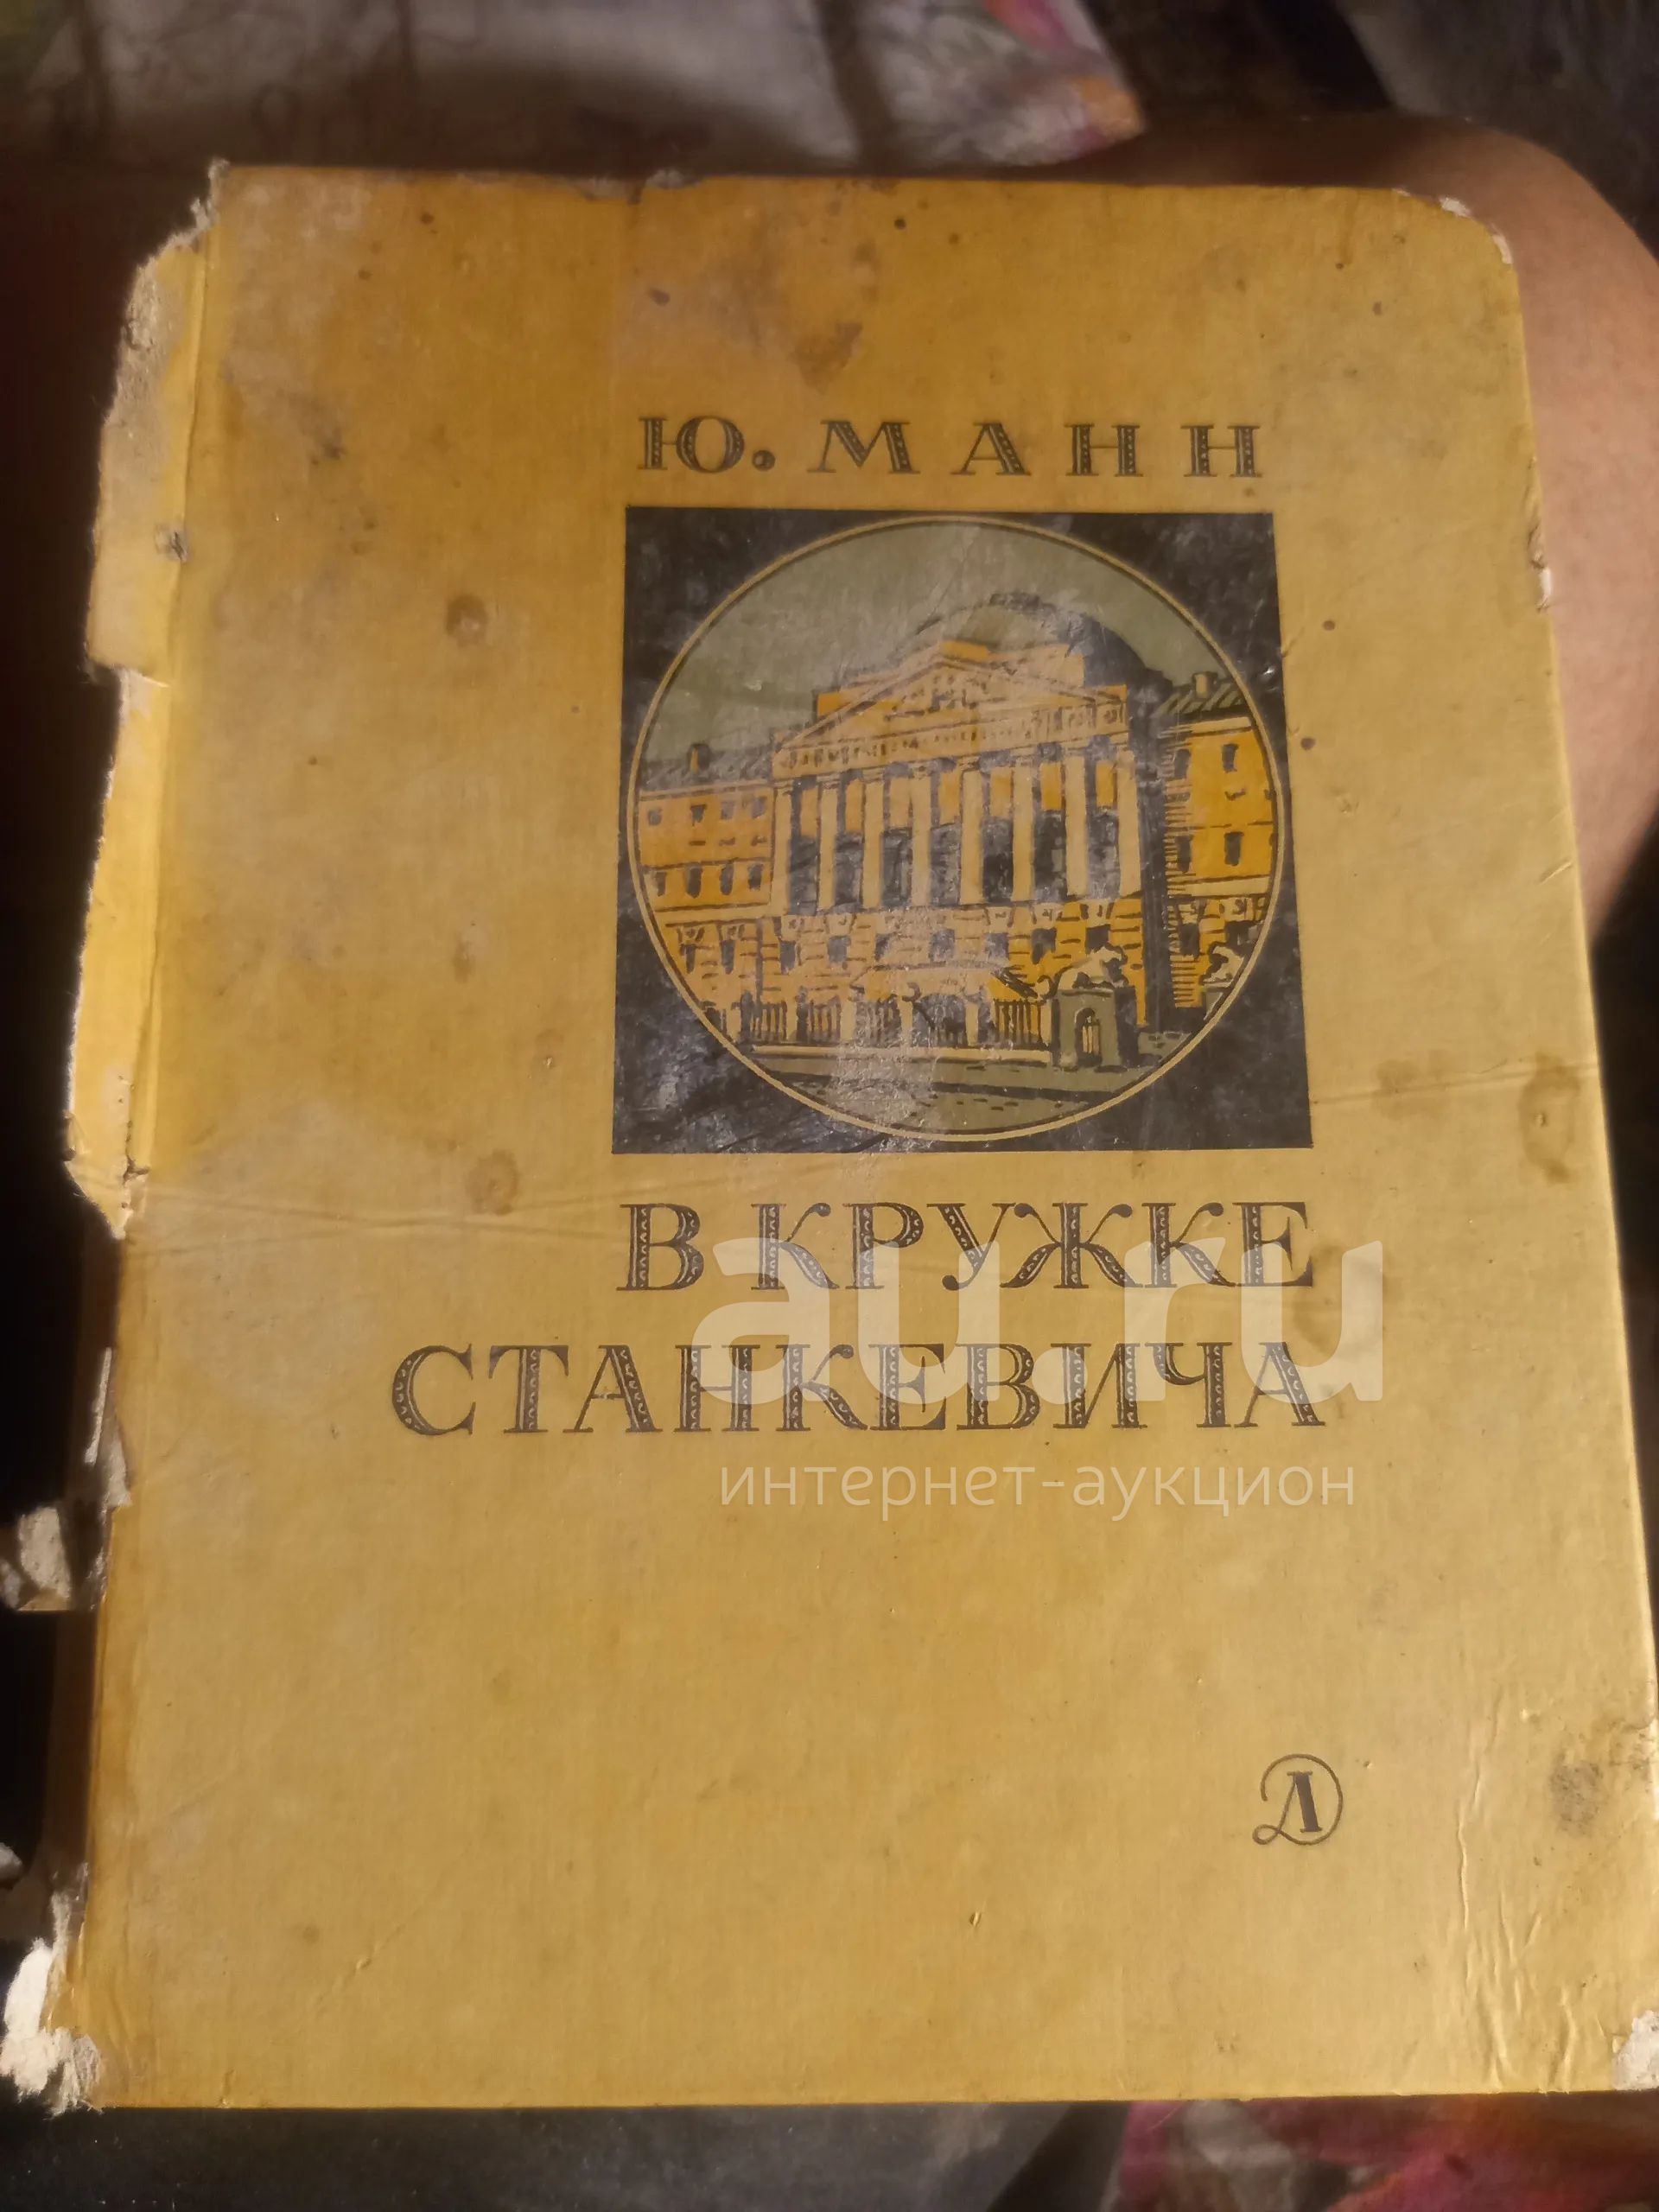 Ю. МАНН
В КРУЖКЕ
СТАНКЕВИЧА
au.ru
интернет-аукцион
Д